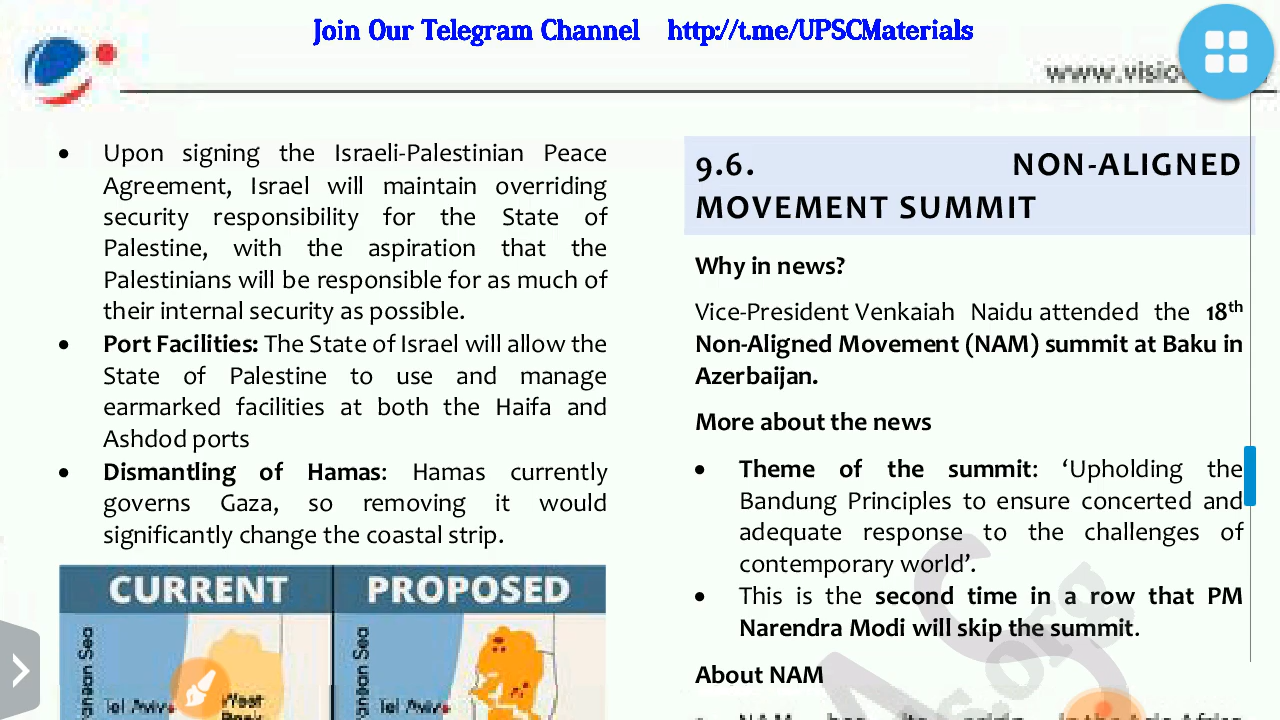 Join Our Telegram Channel http://t.me/UPSCMaterials
www.visio
• Upon signing the Israeli-Palestinian Peace
Agreement, Israel will maintain overriding
security responsibility for the State of
Palestine, with the aspiration that the
Palestinians will be responsible for as much of
their internal security as possible.
• Port Facilities: The State of Israel will allow the
State of Palestine to use and manage
earmarked facilities at both the Haifa and
Ashdod ports
• Dismantling of Hamas: Hamas currently
governs Gaza, so removing it would
significantly change the coastal strip.
CURRENT
PROPOSED
Sea
Tel Aviv
West
Sea
Tel Aviv
9.6. NON-ALIGNED
MOVEMENT SUMMIT
Why in news?
Vice-President Venkaiah Naidu attended the 18th
Non-Aligned Movement (NAM) summit at Baku in
Azerbaijan.
More about the news
• Theme of the summit: ‘Upholding the
Bandung Principles to ensure concerted and
adequate response to the challenges of
contemporary world’.
• This is the second time in a row that PM
Narendra Modi will skip the summit.
About NAM